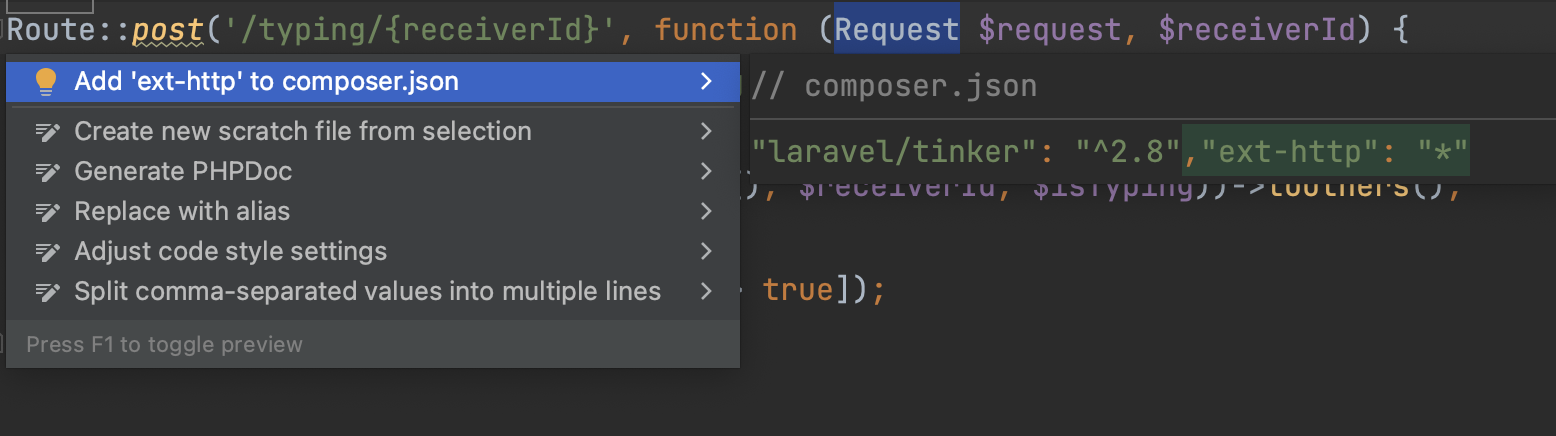 Route::post('/typing/{receiverId}', function (Request $request, $receiverId) {
Add 'ext-http' to composer.json
// composer.json
Create new scratch file from selection
"laravel/tinker": "^2.8","ext-http": "*"
Generate PHPDoc
(), $receiverId, $isTyping))->toOthers();
Replace with alias
Adjust code style settings
Split comma-separated values into multiple lines
true]);
Press F1 to toggle preview